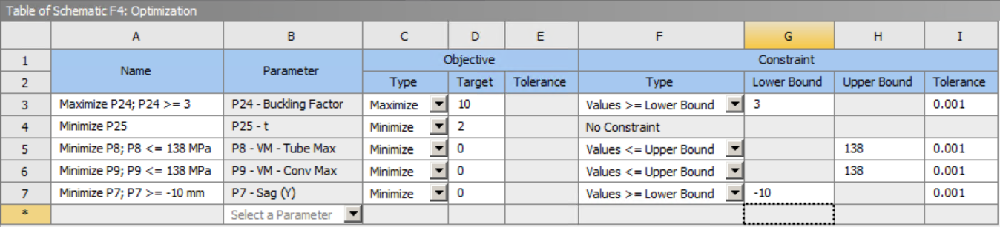 Table of Schematic F4: Optimization
A B C D E F G H I
1 Name Parameter Objective Constraint
2 Type Target Tolerance Type Lower Bound Upper Bound Tolerance
3 Maximize P24; P24 >= 3 P24 - Buckling Factor Maximize 10 Values >= Lower Bound 3 0.001
4 Minimize P25 P25 - t Minimize 2 No Constraint
5 Minimize P8; P8 <= 138 MPa P8 - VM - Tube Max Minimize 0 Values <= Upper Bound 138 0.001
6 Minimize P9; P9 <= 138 MPa P9 - VM - Conv Max Minimize 0 Values <= Upper Bound 138 0.001
7 Minimize P7; P7 >= -10 mm P7 - Sag (Y) Minimize 0 Values >= Lower Bound -10 0.001
* Select a Parameter